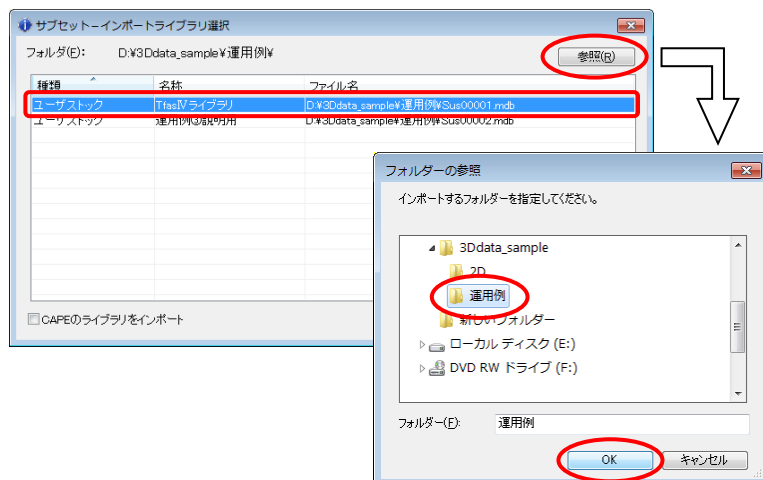 サブセット－インポートライブラリ選択
フォルダ(F): D:¥3Ddata_sample¥運用例¥
参照(R)
種類 名称 ファイル名
ユーザストック TfasⅣライブラリ D:¥3Ddata_sample¥運用例¥Sus00001.mdb
ユーザストック 運用例③説明用 D:¥3Ddata_sample¥運用例¥Sus00002.mdb
CAPEのライブラリをインポート
フォルダーの参照
インポートするフォルダーを指定してください。
3Ddata_sample
2D
運用例
新しいフォルダー
ローカル ディスク (E:)
DVD RW ドライブ (F:)
フォルダー(F): 運用例
OK キャンセル